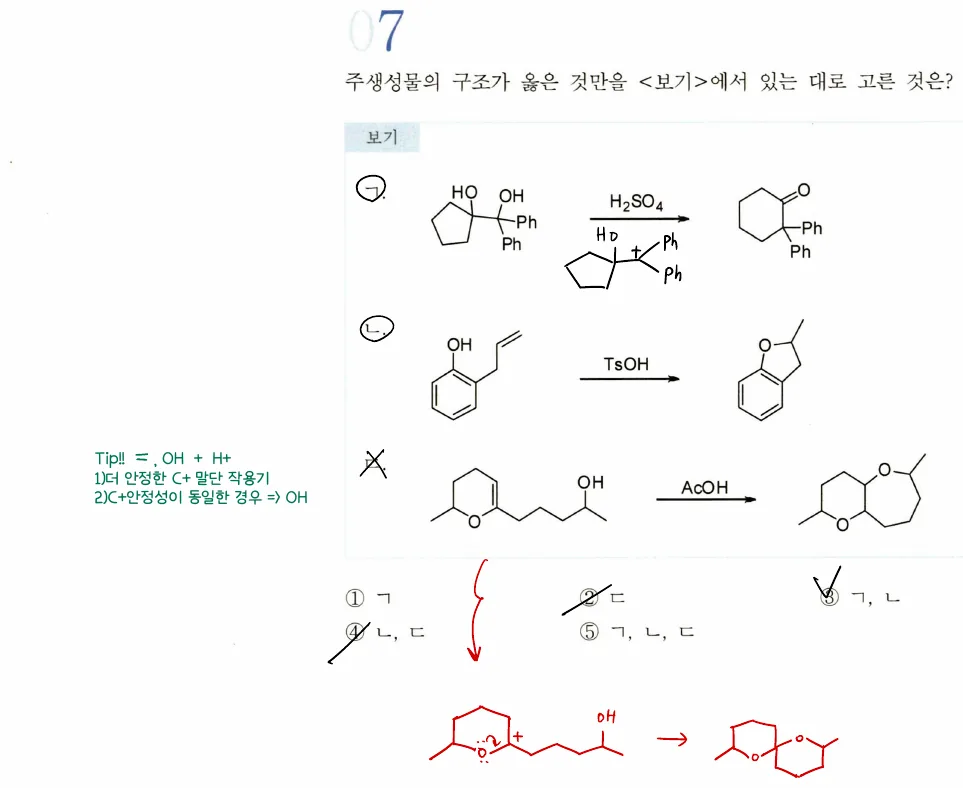 07
주생성물의 구조가 옳은 것만을 <보기>에서 있는 대로 고른 것은?
보기
ㄱ.
HO OH
Ph
Ph
H₂SO₄
O
Ph
Ph
HO
+
Ph
Ph
ㄴ.
OH
TsOH
O
Tip!! = , OH + H+
1)더 안정한 C+ 말단 작용기
2)C+안정성이 동일한 경우 => OH
ㄷ.
O
OH
AcOH
O
O
① ㄱ ② ㄷ ③ ㄱ, ㄴ
④ ㄴ, ㄷ ⑤ ㄱ, ㄴ, ㄷ
O
+
OH
O
O